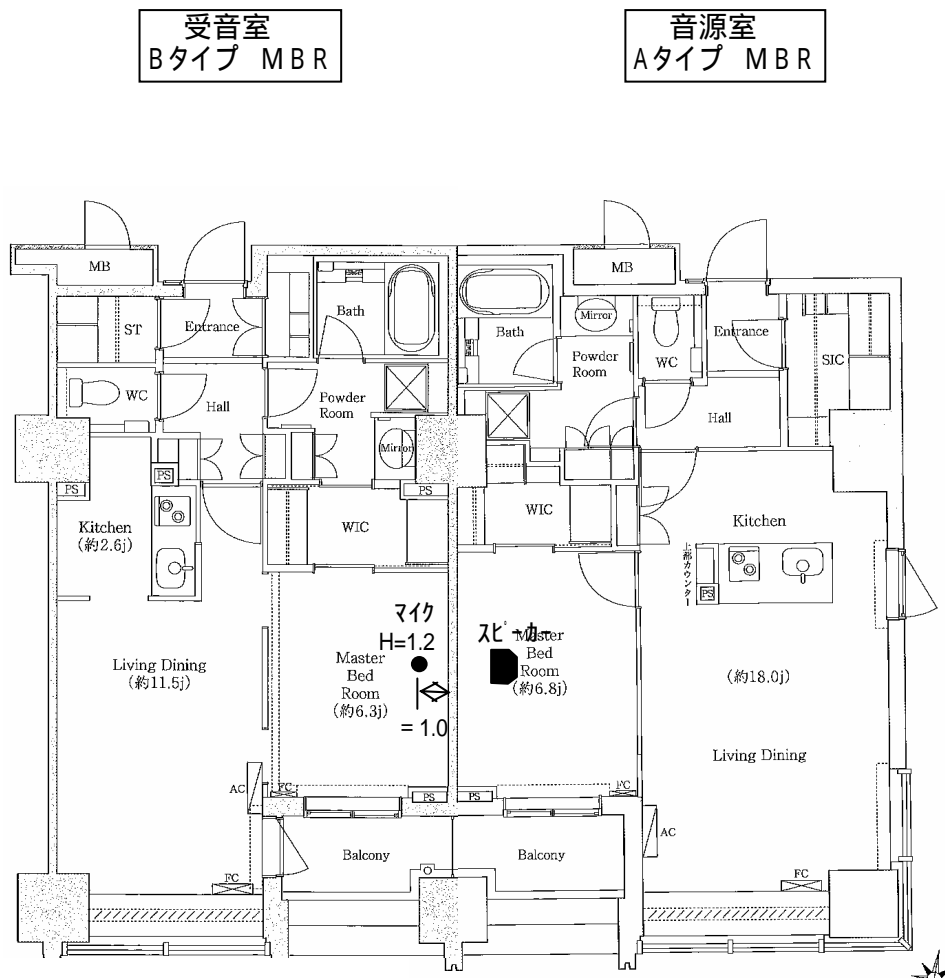 受音室
Bタイプ MBR
音源室
Aタイプ MBR
MB
ST
Entrance
Bath
WC
Hall
Powder
Room
Mirror
PS
PS
PS
Kitchen
(約2.6j)
WIC
Living Dining
(約11.5j)
マイク
H=1.2
Master
Bed
Room
(約6.3j)
= 1.0
AC
FC
PS
FC
Balcony
MB
Bath
Mirror
Powder
Room
WC
Entrance
SIC
Hall
WIC
Kitchen
上部カウンター
PS
スピーカー
Master
Bed
Room
(約6.8j)
(約18.0j)
Living Dining
PS
FC
AC
Balcony
FC